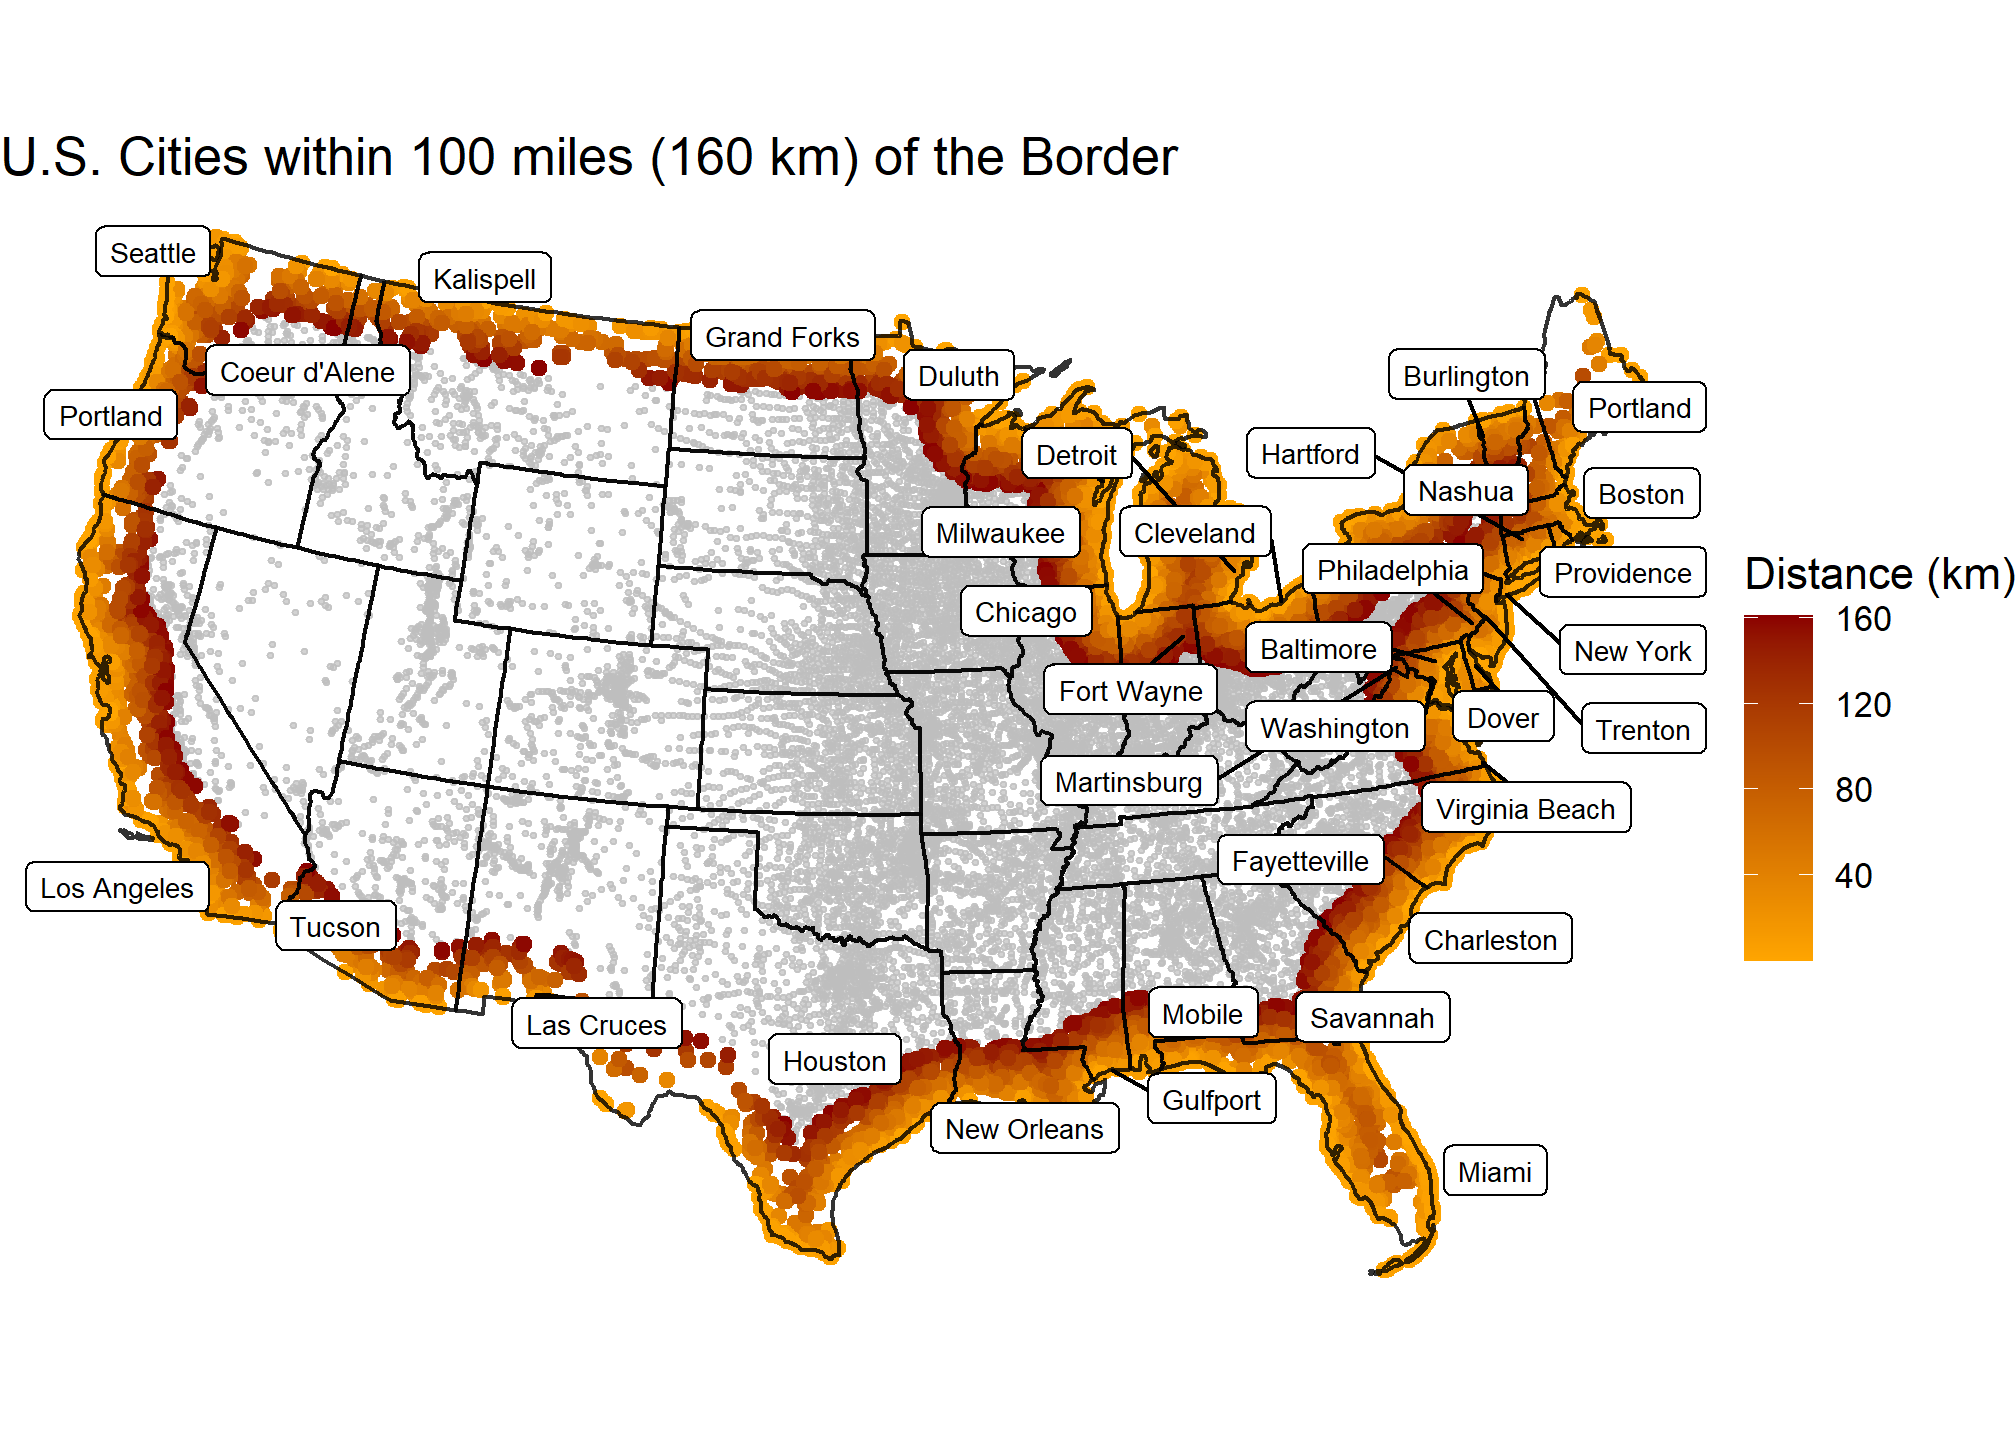 U.S. Cities within 100 miles (160 km) of the Border
Seattle
Kalispell
Grand Forks
Coeur d'Alene
Duluth
Burlington
Portland
Portland
Detroit
Hartford
Nashua
Boston
Milwaukee
Cleveland
Philadelphia
Providence
Chicago
Baltimore
New York
Fort Wayne
Washington
Dover
Trenton
Martinsburg
Virginia Beach
Fayetteville
Los Angeles
Tucson
Charleston
Las Cruces
Mobile
Savannah
Houston
Gulfport
New Orleans
Miami
Distance (km)
160
120
80
40